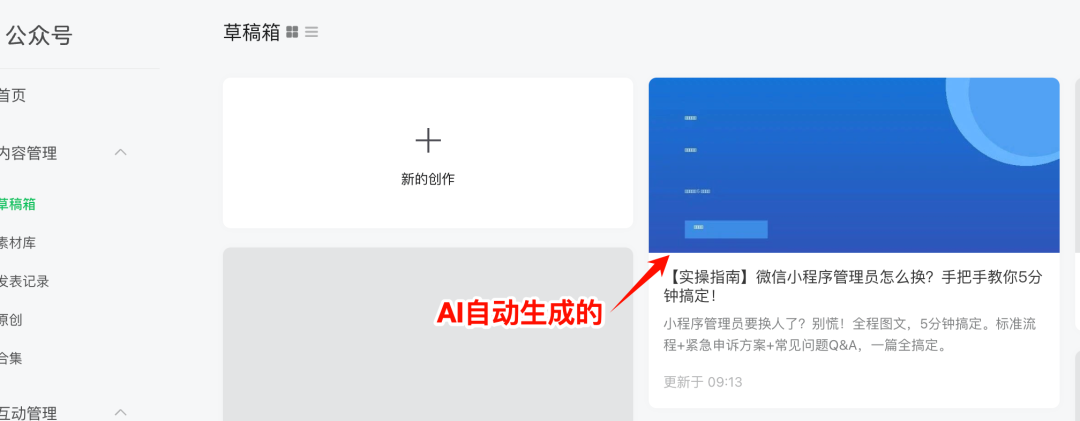 公众号
草稿箱
首页
内容管理
草稿箱
素材库
发表记录
原创
合集
互动管理
新的创作
AI自动生成的
【实操指南】微信小程序管理员怎么换？手把手教你5分
钟搞定！
小程序管理员要换人了？别慌！全程图文，5分钟搞定。标准流
程+紧急申诉方案+常见问题Q&A，一篇全搞定。
更新于 09:13